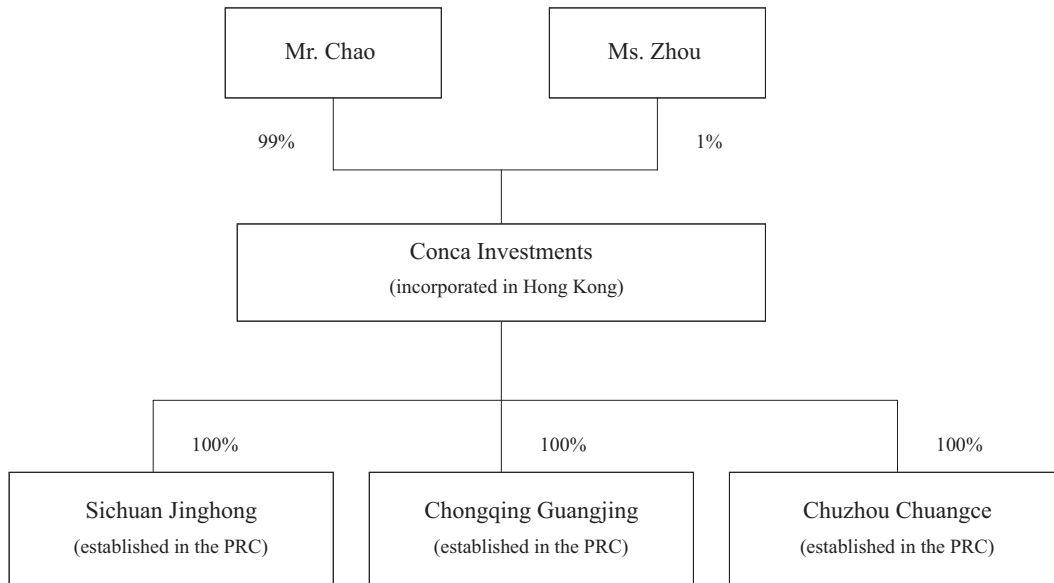 Mr. Chao
Ms. Zhou
99%
1%
Conca Investments
(incorporated in Hong Kong)
100%
100%
100%
Sichuan Jinghong
(established in the PRC)
Chongqing Guangjing
(established in the PRC)
Chuzhou Chuangce
(established in the PRC)